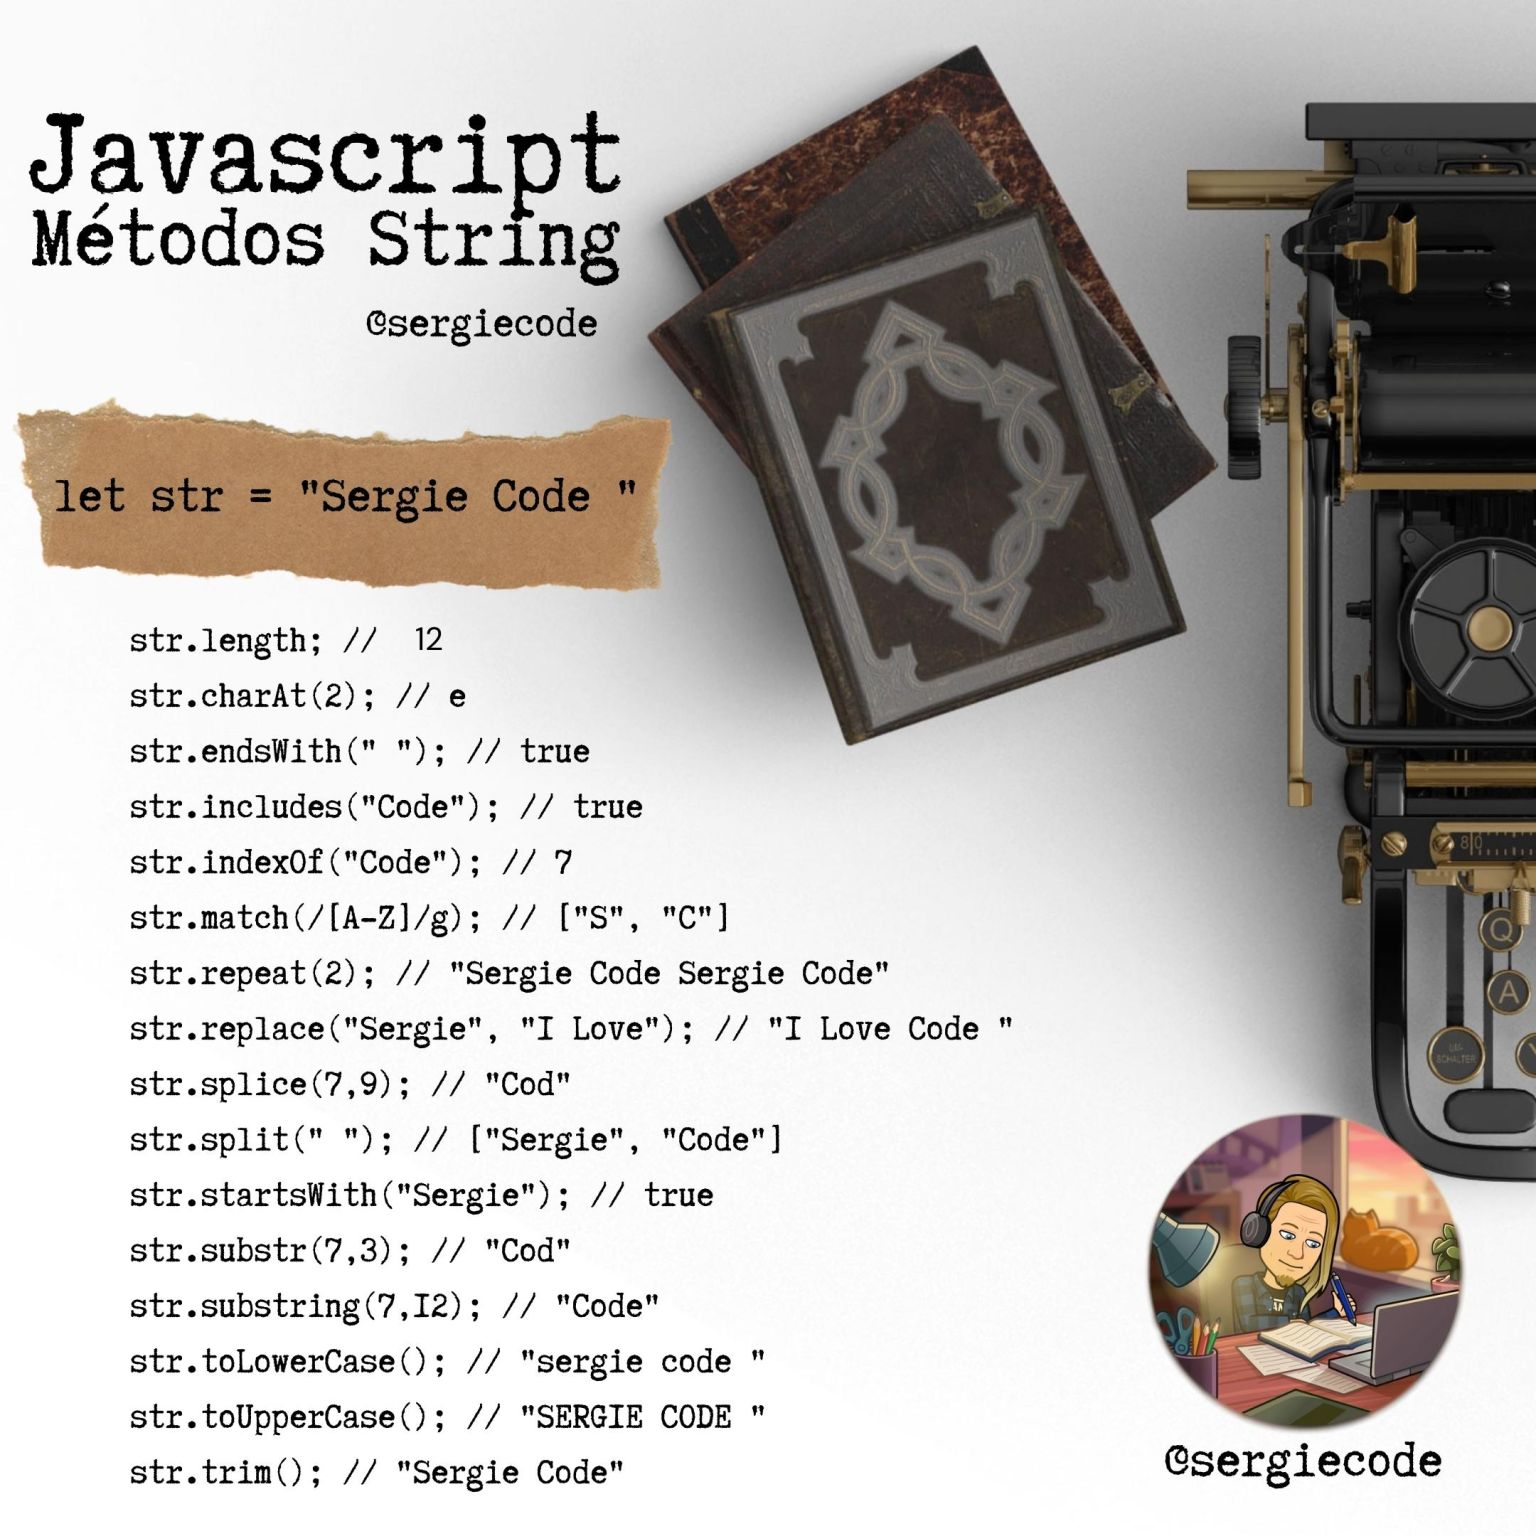 Javascript
Métodos String
@sergiecode
let str = "Sergie Code "
str.length; // 12
str.charAt(2); // e
str.endsWith(" "); // true
str.includes("Code"); // true
str.indexOf("Code"); // 7
str.match(/[A-Z]/g); // ["S", "C"]
str.repeat(2); // "Sergie Code Sergie Code"
str.replace("Sergie", "I Love"); // "I Love Code "
str.splice(7,9); // "Cod"
str.split(" "); // ["Sergie", "Code"]
str.startsWith("Sergie"); // true
str.substr(7,3); // "Cod"
str.substring(7,I2); // "Code"
str.toLowerCase(); // "sergie code "
str.toUpperCase(); // "SERGIE CODE "
str.trim(); // "Sergie Code"
80
Q
A
SCHALTER
@sergiecode